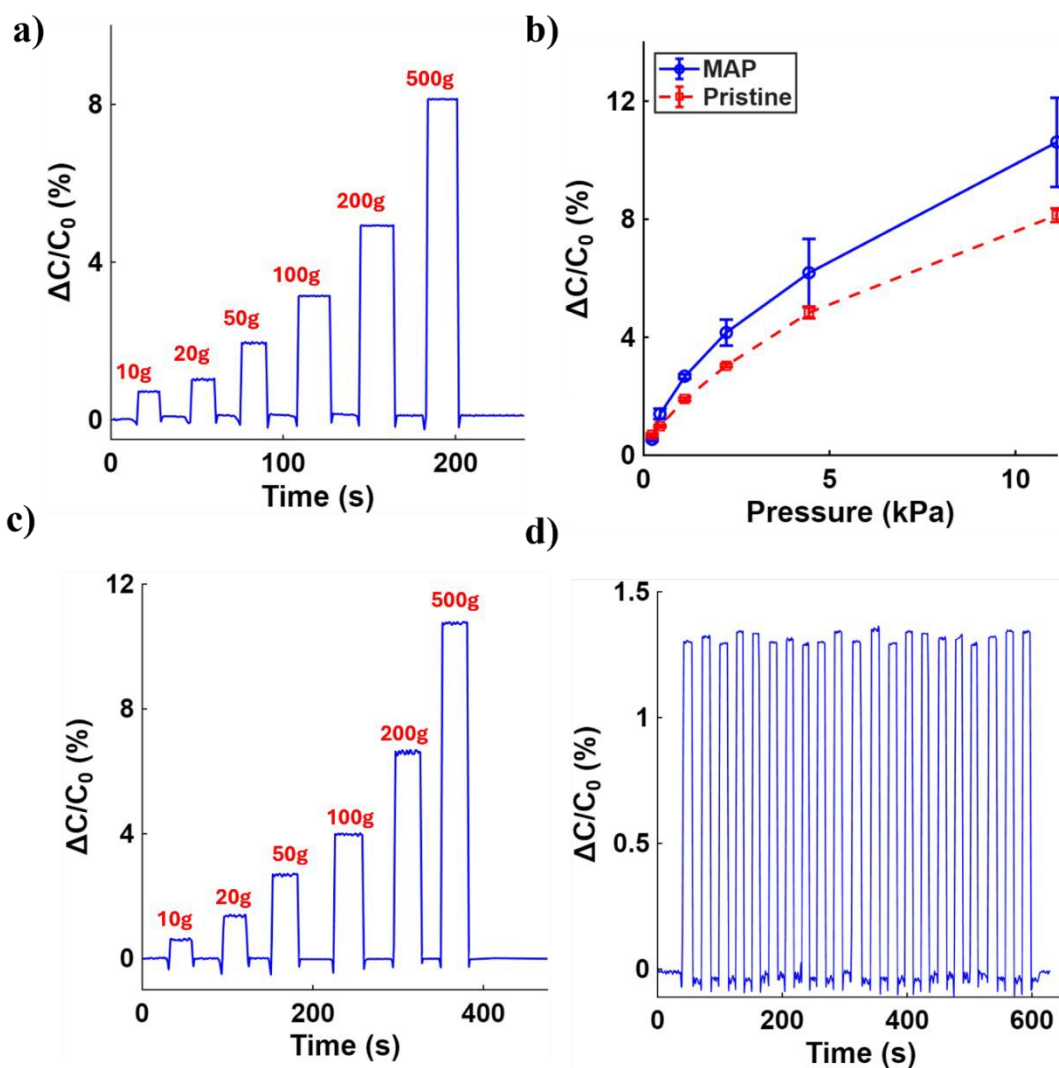 a)
ΔC/C₀ (%)
8
4
0
10g
20g
50g
100g
200g
500g
0 100 200
Time (s)
b)
MAP
Pristine
ΔC/C₀ (%)
12
8
4
0
0 5 10
Pressure (kPa)
c)
ΔC/C₀ (%)
12
8
4
0
10g
20g
50g
100g
200g
500g
0 200 400
Time (s)
d)
ΔC/C₀ (%)
1.5
1
0.5
0
0 200 400 600
Time (s)